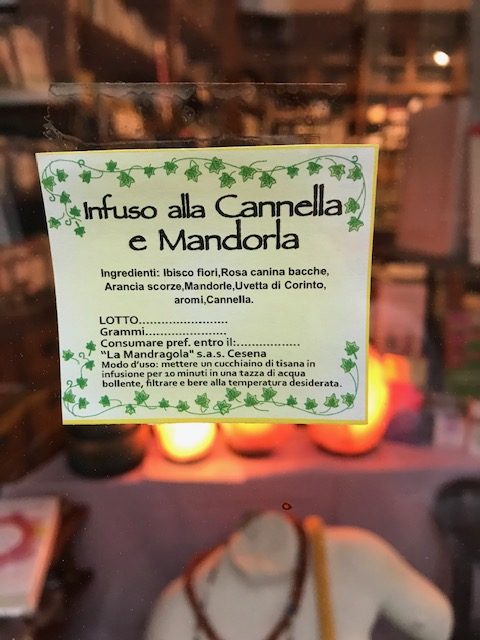 Infuso alla Cannella
e Mandorla
Ingredienti: Ibisco fiori,Rosa canina bacche,
Arancia scorze,Mandorle,Uvetta di Corinto,
aromi,Cannella.
LOTTO........................
Grammi......................
Consumare pref. entro il:.................
"La Mandragola" s.a.s. Cesena
Modo d'uso: mettere un cucchiaino di tisana in
infusione per 10 minuti in una tazza di acqua
bollente, filtrare e bere alla temperatura desiderata.